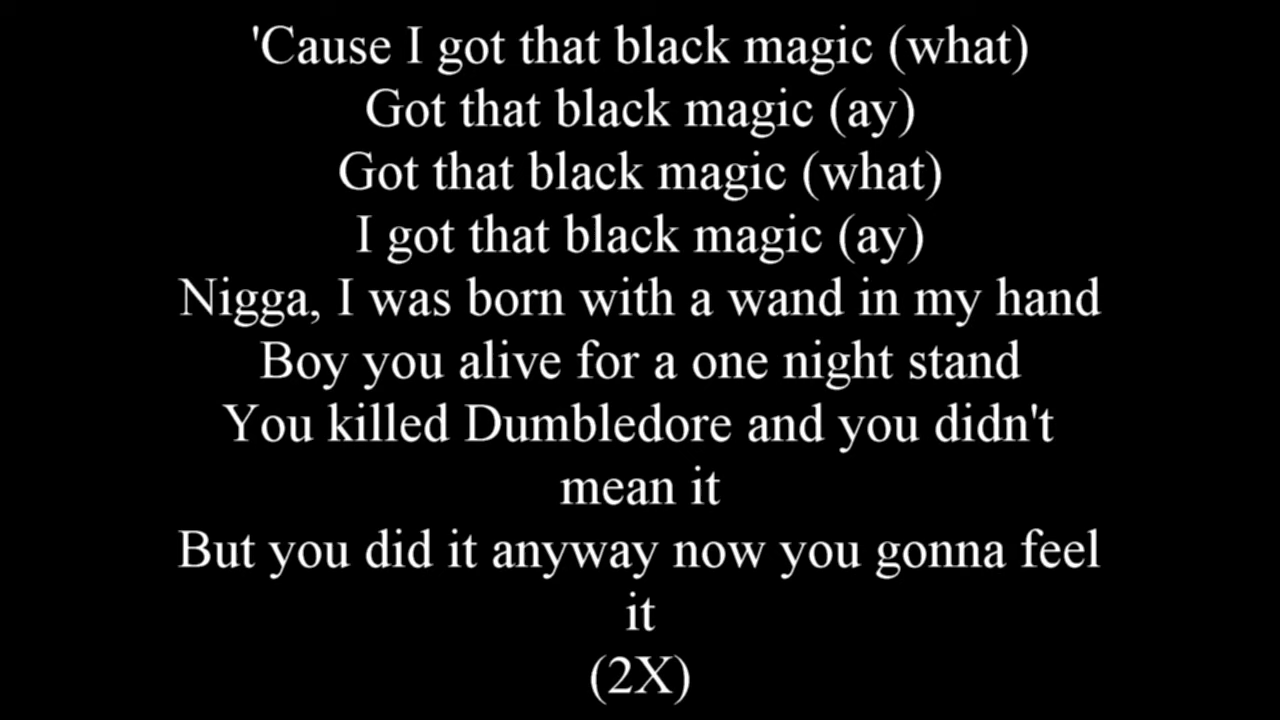 'Cause I got that black magic (what)
Got that black magic (ay)
Got that black magic (what)
I got that black magic (ay)
Nigga, I was born with a wand in my hand
Boy you alive for a one night stand
You killed Dumbledore and you didn't
mean it
But you did it anyway now you gonna feel
it
(2X)